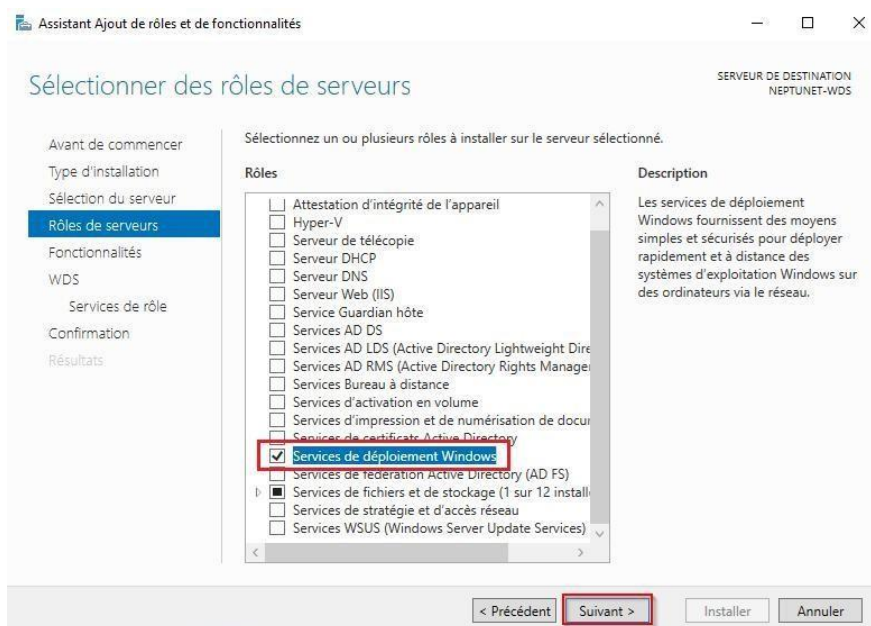 Assistant Ajout de rôles et de fonctionnalités
Sélectionner des rôles de serveurs
SERVEUR DE DESTINATION
NEPTUNET-WDS
Avant de commencer
Type d'installation
Sélection du serveur
Rôles de serveurs
Fonctionnalités
WDS
Services de rôle
Confirmation
Résultats
Sélectionnez un ou plusieurs rôles à installer sur le serveur sélectionné.
Rôles
Attestation d'intégrité de l'appareil
Hyper-V
Serveur de télécopie
Serveur DHCP
Serveur DNS
Serveur Web (IIS)
Service Guardian hôte
Services AD DS
Services AD LDS (Active Directory Lightweight Dire
Services AD RMS (Active Directory Rights Manage
Services Bureau à distance
Services d'activation en volume
Services d'impression et de numérisation de docu
Services de certificats Active Directory
Services de déploiement Windows
Services de fédération Active Directory (AD FS)
Services de fichiers et de stockage (1 sur 12 install
Services de stratégie et d'accès réseau
Services WSUS (Windows Server Update Services)
Description
Les services de déploiement
Windows fournissent des moyens
simples et sécurisés pour déployer
rapidement et à distance des
systèmes d'exploitation Windows sur
des ordinateurs via le réseau.
< Précédent
Suivant >
Installer
Annuler